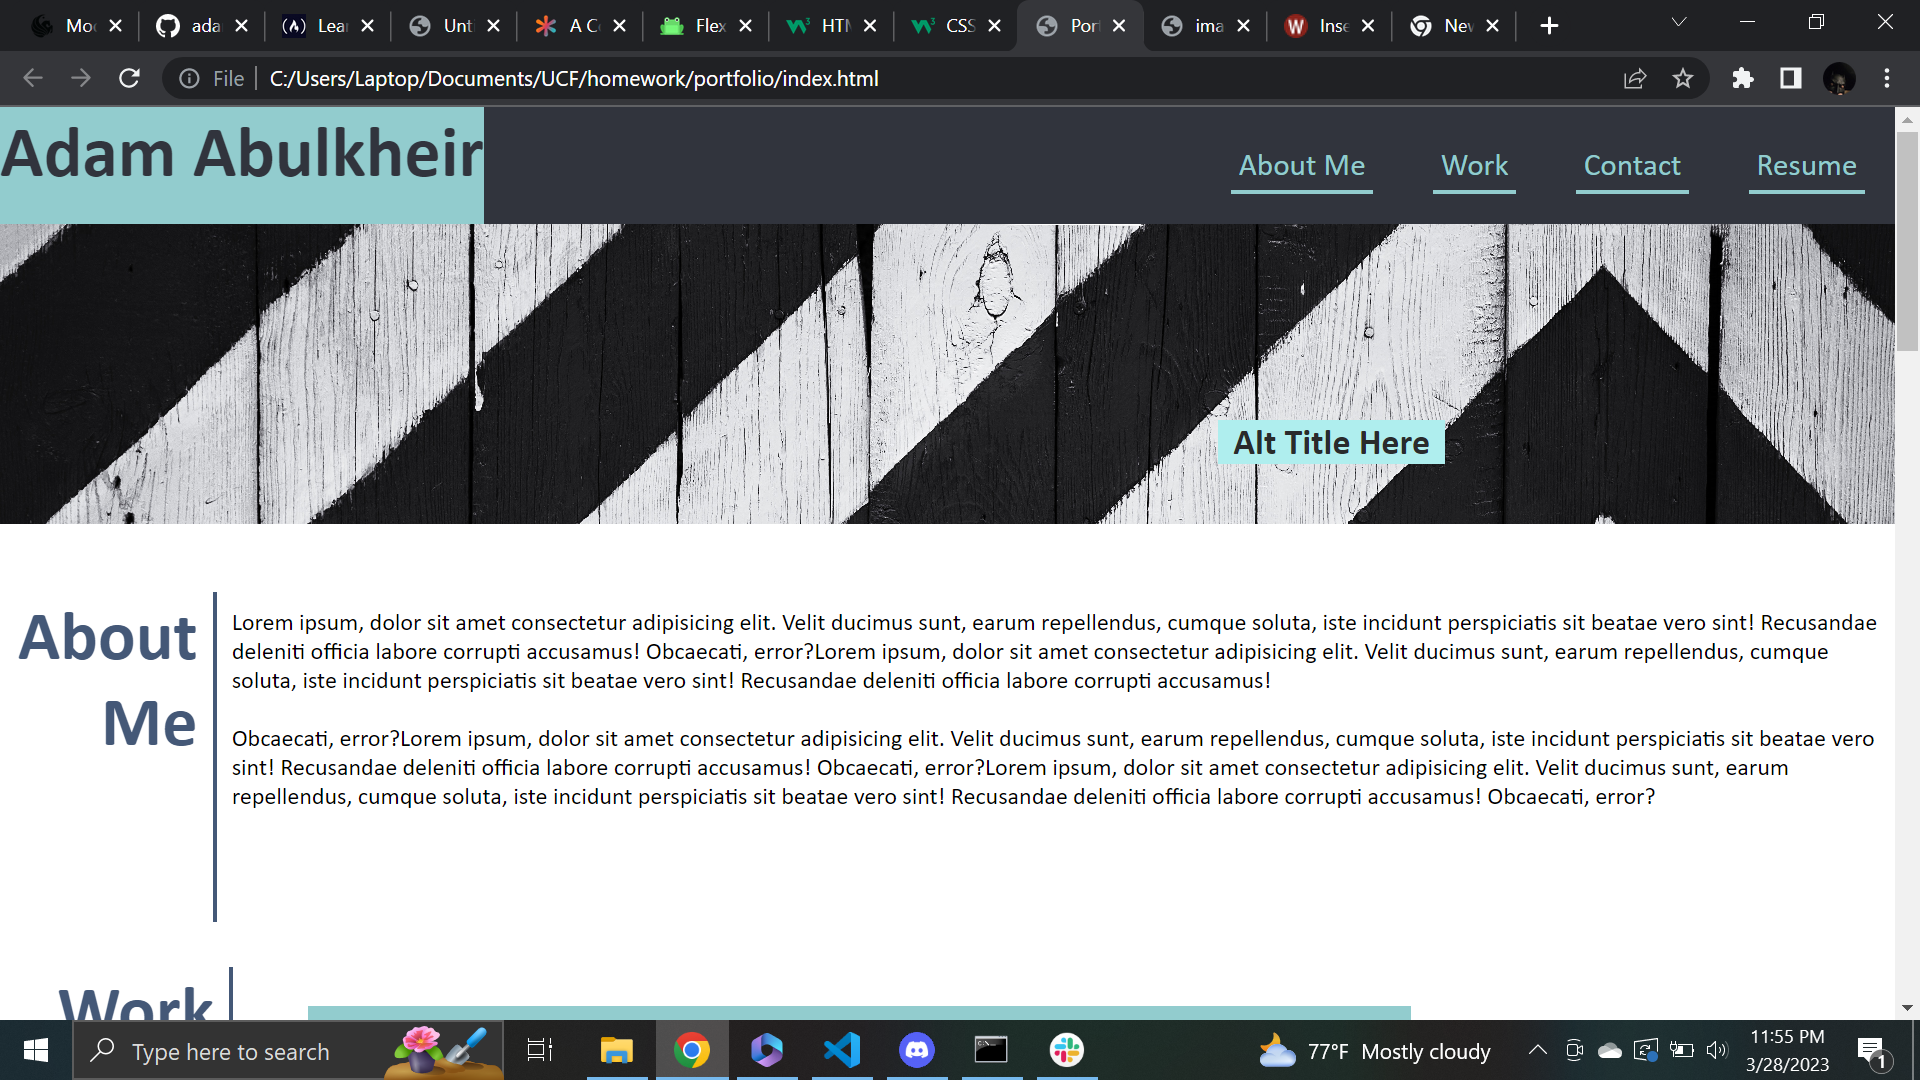 Mo
ada
(A) Lear
Unt
A Co
Flex
HTM
CSS
Por
ima
W Inse
New
File C:/Users/Laptop/Documents/UCF/homework/portfolio/index.html
Adam Abulkheir
About Me Work Contact Resume
Alt Title Here
About
Me
Lorem ipsum, dolor sit amet consectetur adipisicing elit. Velit ducimus sunt, earum repellendus, cumque soluta, iste incidunt perspiciatis sit beatae vero sint! Recusandae
deleniti officia labore corrupti accusamus! Obcaecati, error?Lorem ipsum, dolor sit amet consectetur adipisicing elit. Velit ducimus sunt, earum repellendus, cumque
soluta, iste incidunt perspiciatis sit beatae vero sint! Recusandae deleniti officia labore corrupti accusamus!
Obcaecati, error?Lorem ipsum, dolor sit amet consectetur adipisicing elit. Velit ducimus sunt, earum repellendus, cumque soluta, iste incidunt perspiciatis sit beatae vero
sint! Recusandae deleniti officia labore corrupti accusamus! Obcaecati, error?Lorem ipsum, dolor sit amet consectetur adipisicing elit. Velit ducimus sunt, earum
repellendus, cumque soluta, iste incidunt perspiciatis sit beatae vero sint! Recusandae deleniti officia labore corrupti accusamus! Obcaecati, error?
Work
Type here to search
77°F Mostly cloudy
11:55 PM
3/28/2023
1